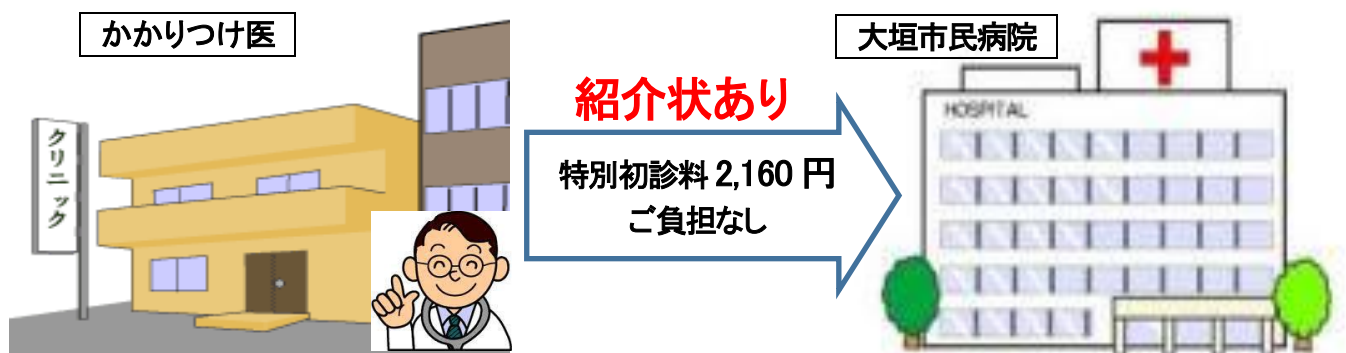 かかりつけ医
クリニック
紹介状あり
特別初診料 2,160 円
ご負担なし
大垣市民病院
HOSPITAL